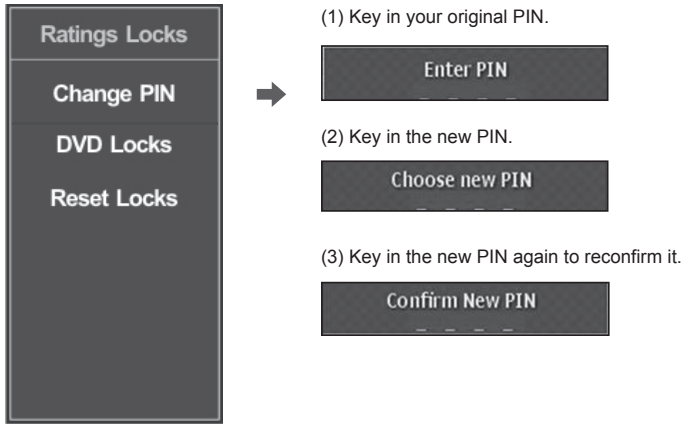 Ratings Locks
Change PIN
DVD Locks
Reset Locks
(1) Key in your original PIN.
Enter PIN
_ _ _ _
(2) Key in the new PIN.
Choose new PIN
_ _ _ _
(3) Key in the new PIN again to reconfirm it.
Confirm New PIN
_ _ _ _